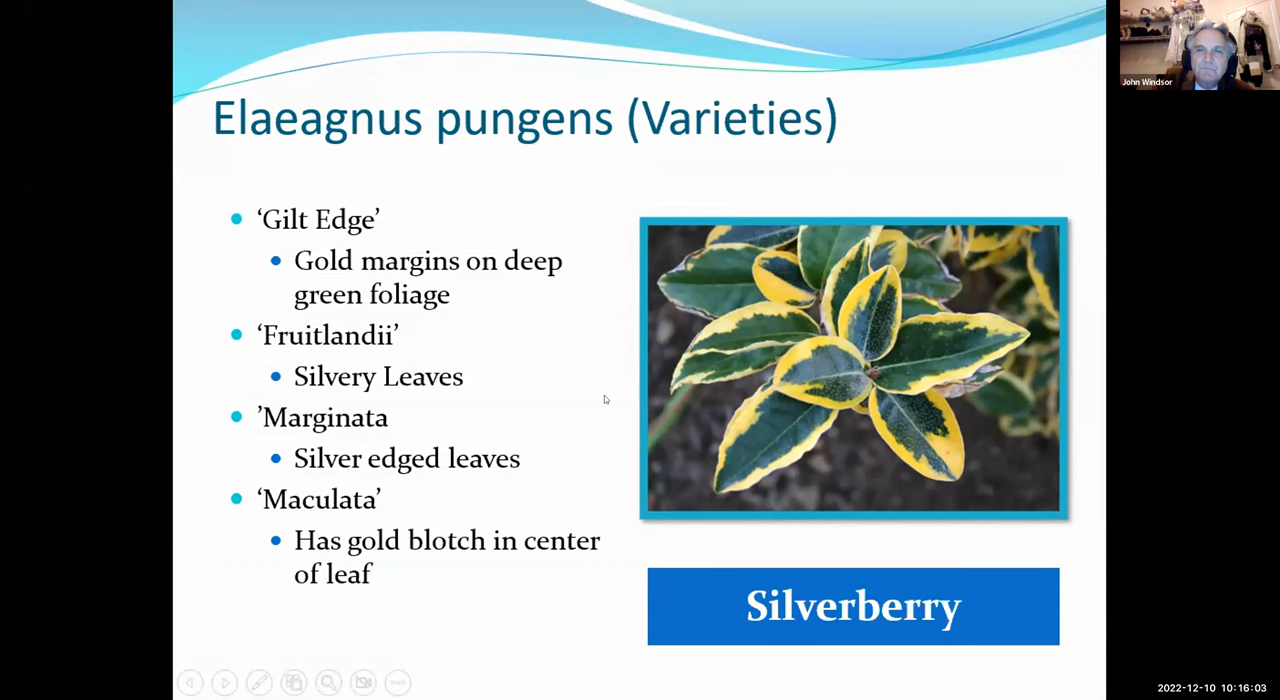 John Windsor
Elaeagnus pungens (Varieties)
‘Gilt Edge’
Gold margins on deep
green foliage
‘Fruitlandii’
Silvery Leaves
’Marginata
Silver edged leaves
‘Maculata’
Has gold blotch in center
of leaf
Silverberry
2022-12-10 10:16:03